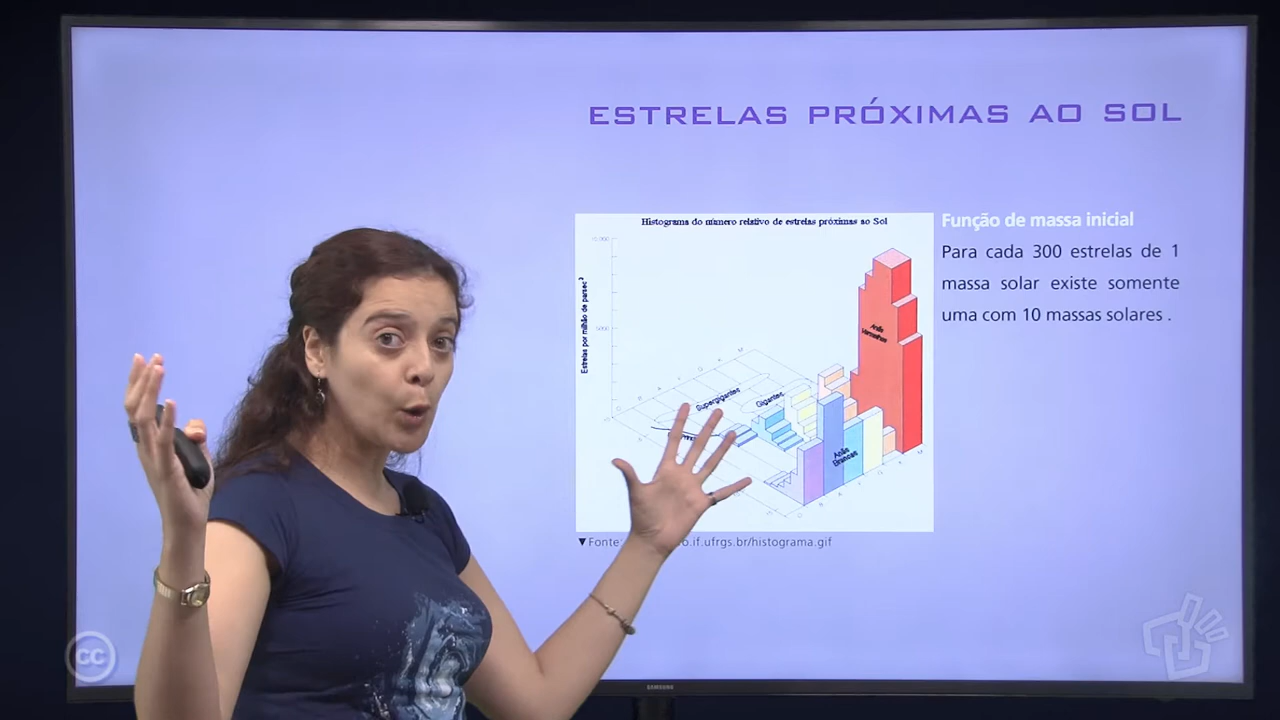 ESTRELAS PRÓXIMAS AO SOL
Histograma do número relativo de estrelas próximas ao Sol
Função de massa inicial
Para cada 300 estrelas de 1
massa solar existe somente
uma com 10 massas solares .
Estrelas por milhão de parsec³
Anãs
Vermelhas
Supergigantes
Gigantes
Anãs
Brancas
▼Fonte: .if.ufrgs.br/histograma.gif
cc
SAMSUNG